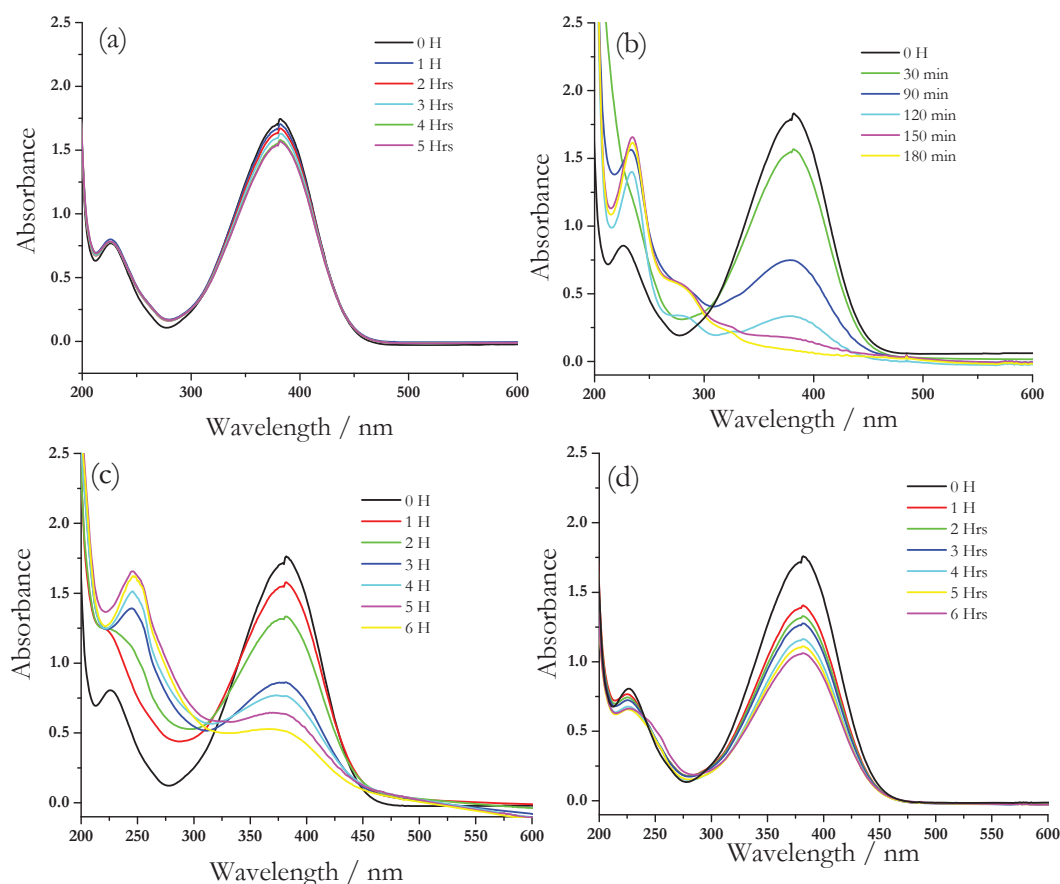 (a)
0 H
1 H
2 Hrs
3 Hrs
4 Hrs
5 Hrs
2.5
2.0
1.5
1.0
0.5
0.0
Absorbance
200 300 400 500 600
Wavelength / nm
(b)
0 H
30 min
90 min
120 min
150 min
180 min
2.5
2.0
1.5
1.0
0.5
0.0
Absorbance
200 300 400 500 600
Wavelength / nm
(c)
0 H
1 H
2 H
3 H
4 H
5 H
6 H
2.5
2.0
1.5
1.0
0.5
0.0
Absorbance
200 250 300 350 400 450 500 550 600
Wavelength / nm
(d)
0 H
1 H
2 Hrs
3 Hrs
4 Hrs
5 Hrs
6 Hrs
2.5
2.0
1.5
1.0
0.5
0.0
Absorbance
200 250 300 350 400 450 500 550 600
Wavelength / nm